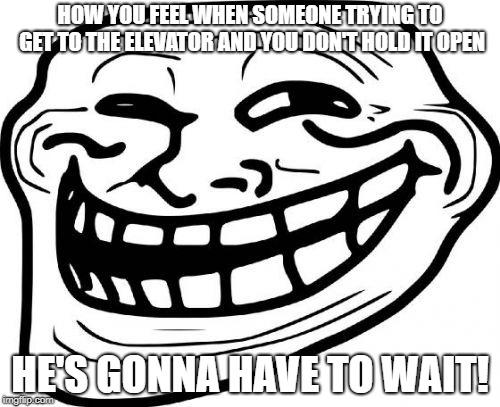 HOW YOU FEEL WHEN SOMEONE TRYING TO
GET TO THE ELEVATOR AND YOU DON'T HOLD IT OPEN
HE'S GONNA HAVE TO WAIT!
imgflip.com